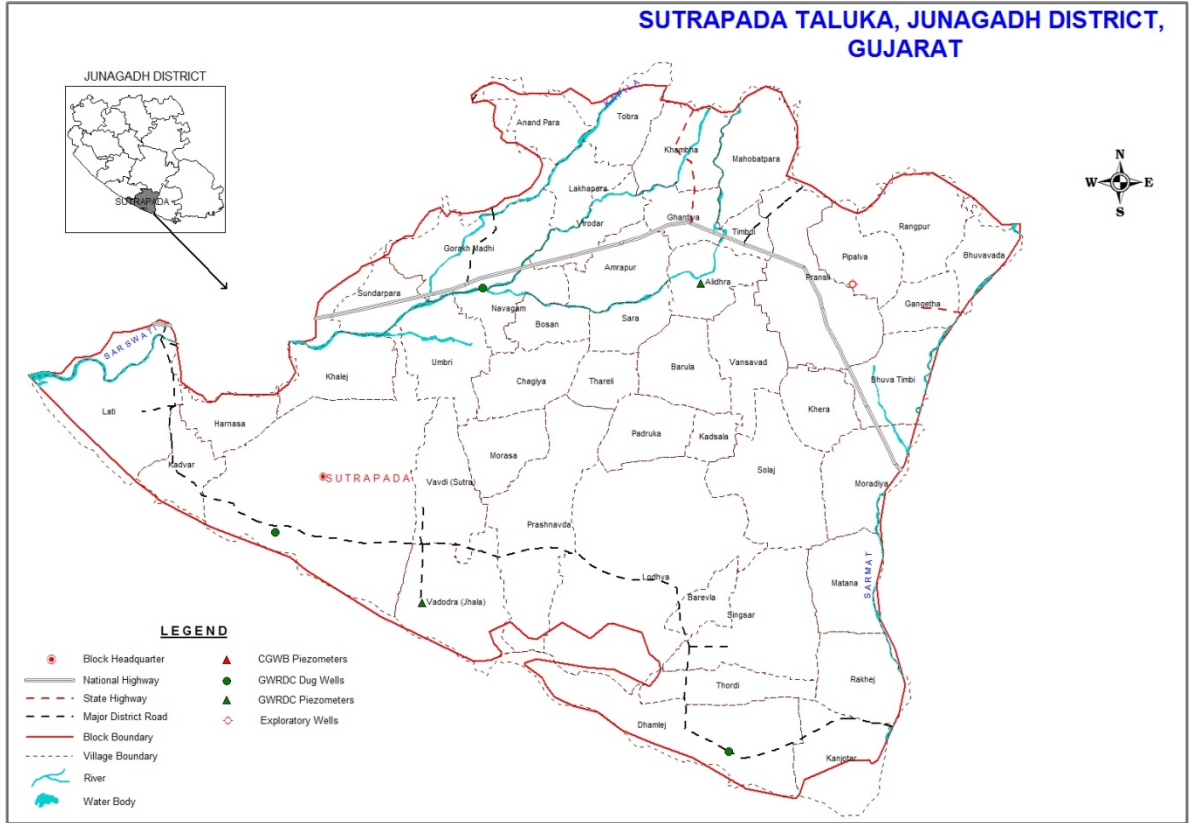 SUTRAPADA TALUKA, JUNAGADH DISTRICT,
GUJARAT
JUNAGADH DISTRICT
SUTRAPADA
N
W E
S
KAPILA
Anand Para
Tobra
Khambha
Mahobatpara
Lakhapara
Virodar
Ghantya
Timbdi
Rangpur
Gorakh Madhi
Pipalva
Bhuvavada
Amrapur
Pransli
Alidhra
Sundarpara
Gangetha
Navagam
Sara
Bosan
SARSWATI
Umbri
Barula
Vansavad
Khalej
Chagiya
Thareli
Bhuva Timbi
Lati
Khera
Harnasa
Padruka
Kadsala
Morasa
Kadvar
Solaj
SUTRAPADA
Vavdi (Sutra)
Moradiya
Prashnavda
SARMAT
Lodhva
Matana
Barevla
Vadodra (Jhala)
Singsar
Rakhej
Thordi
Dhamlej
Kanjotar
LEGEND
Block Headquarter
National Highway
State Highway
Major District Road
Block Boundary
Village Boundary
River
Water Body
CGWB Piezometers
GWRDC Dug Wells
GWRDC Piezometers
Exploratory Wells